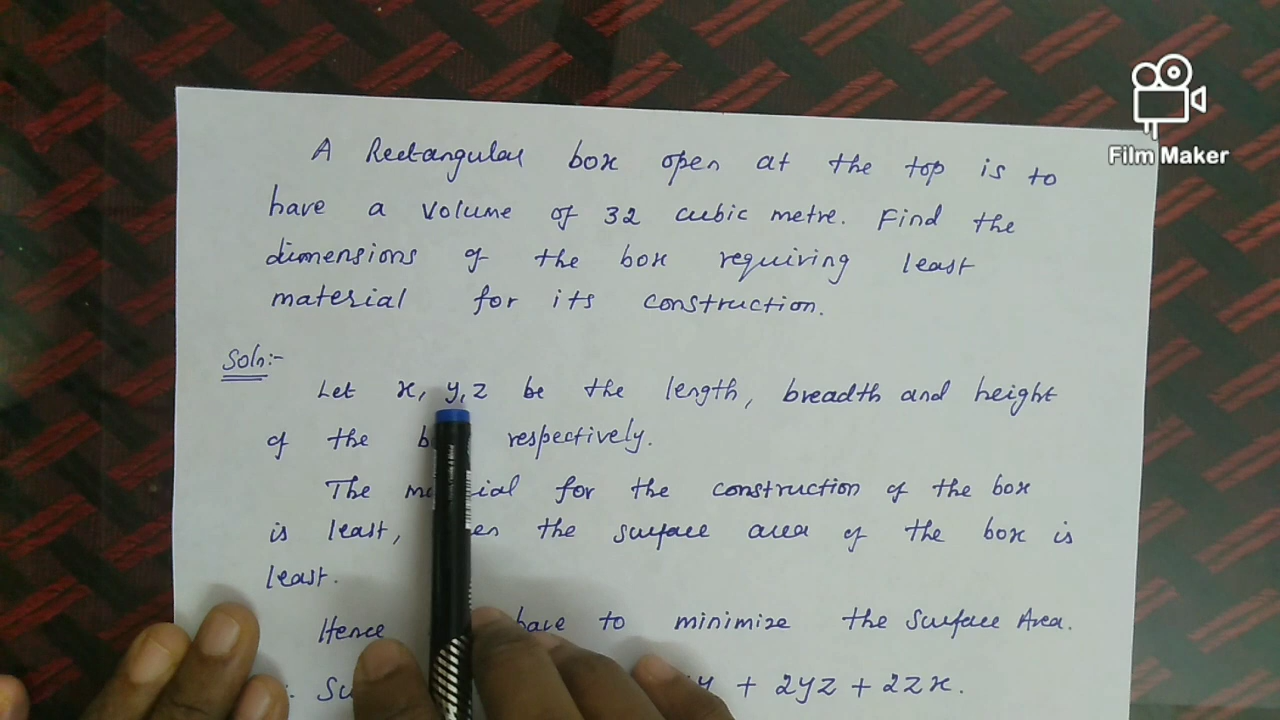 A Rectangular box open at the top is to
have a volume of 32 cubic metre. Find the
dimensions of the box requiring least
material for its construction.
Soln:-
Let x, y, z be the length, breadth and height
of the respectively.
The for the construction of the box
is least, the surface area of the box is
least.
Hence have to minimize the Surface Area.
+ 2yz + 2zx.
Film Maker